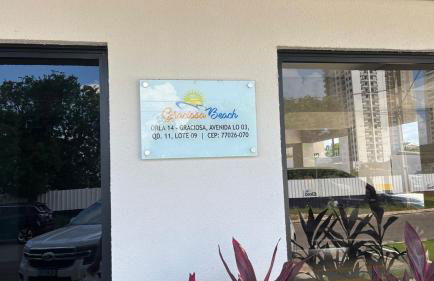 Graciosa Beach
ORLA 14 - GRACIOSA, AVENIDA LO 03,
QD. 11, LOTE 09 | CEP: 77026-070